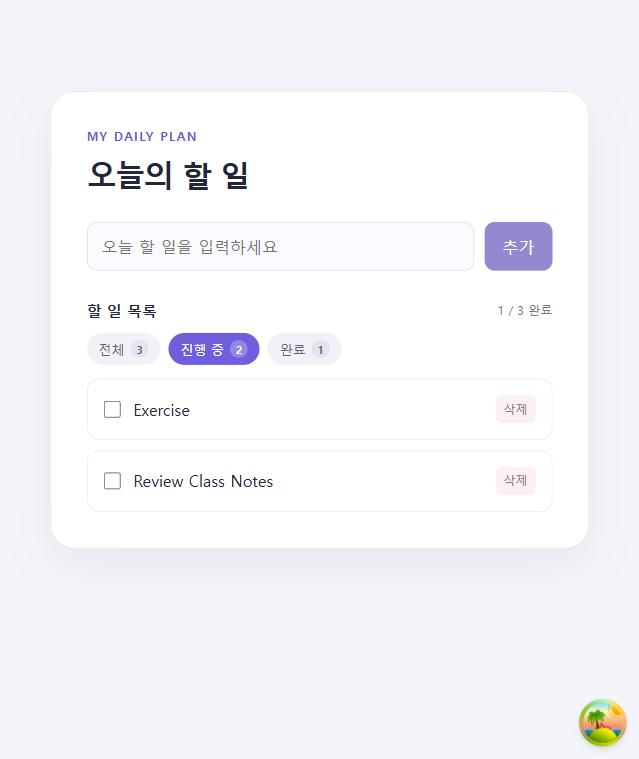 MY DAILY PLAN
오늘의 할 일
오늘 할 일을 입력하세요 추가
할 일 목록 1 / 3 완료
전체 3 진행 중 2 완료 1
Exercise 삭제
Review Class Notes 삭제